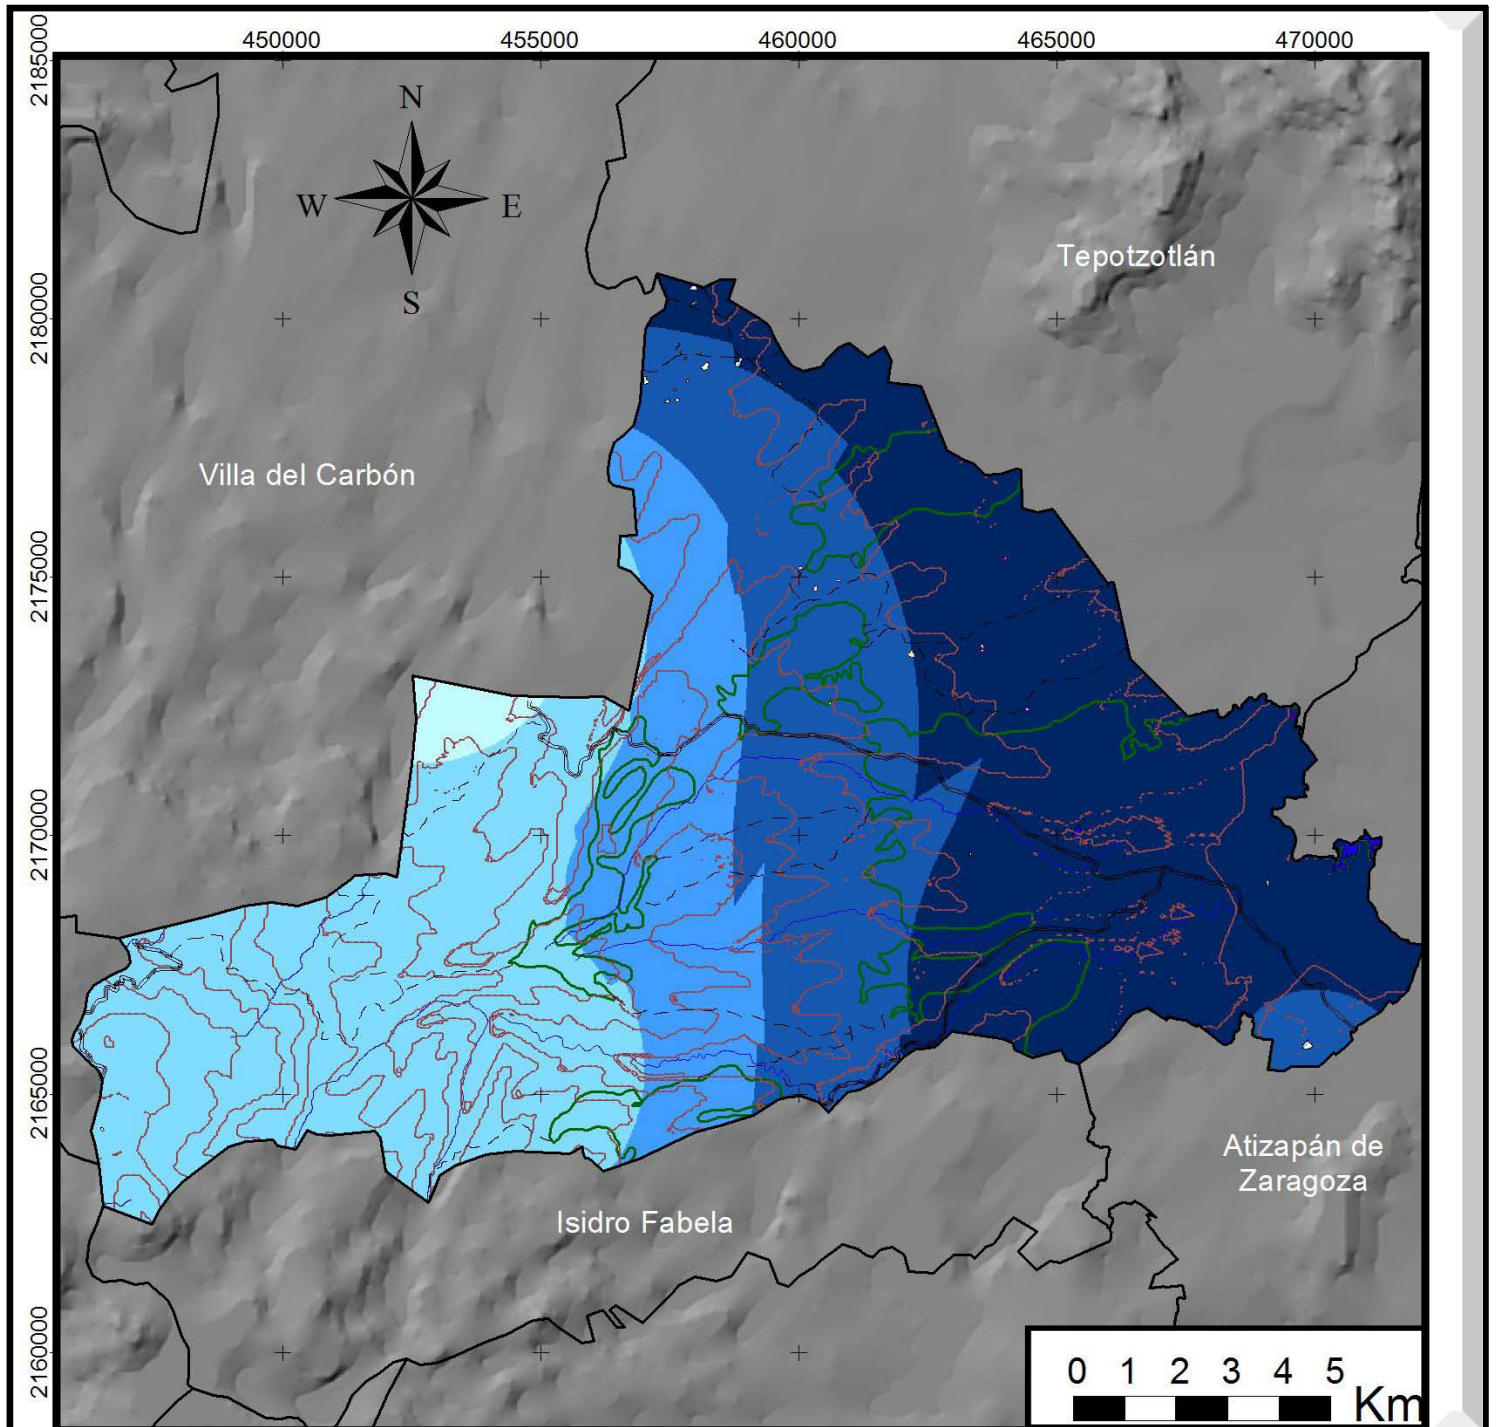 450000 455000 460000 465000 470000
2185000
N
W E
S
Tepotzotlán
2180000
Villa del Carbón
2175000
2170000
2165000
Atizapán de
Zaragoza
Isidro Fabela
2160000
0 1 2 3 4 5
Km